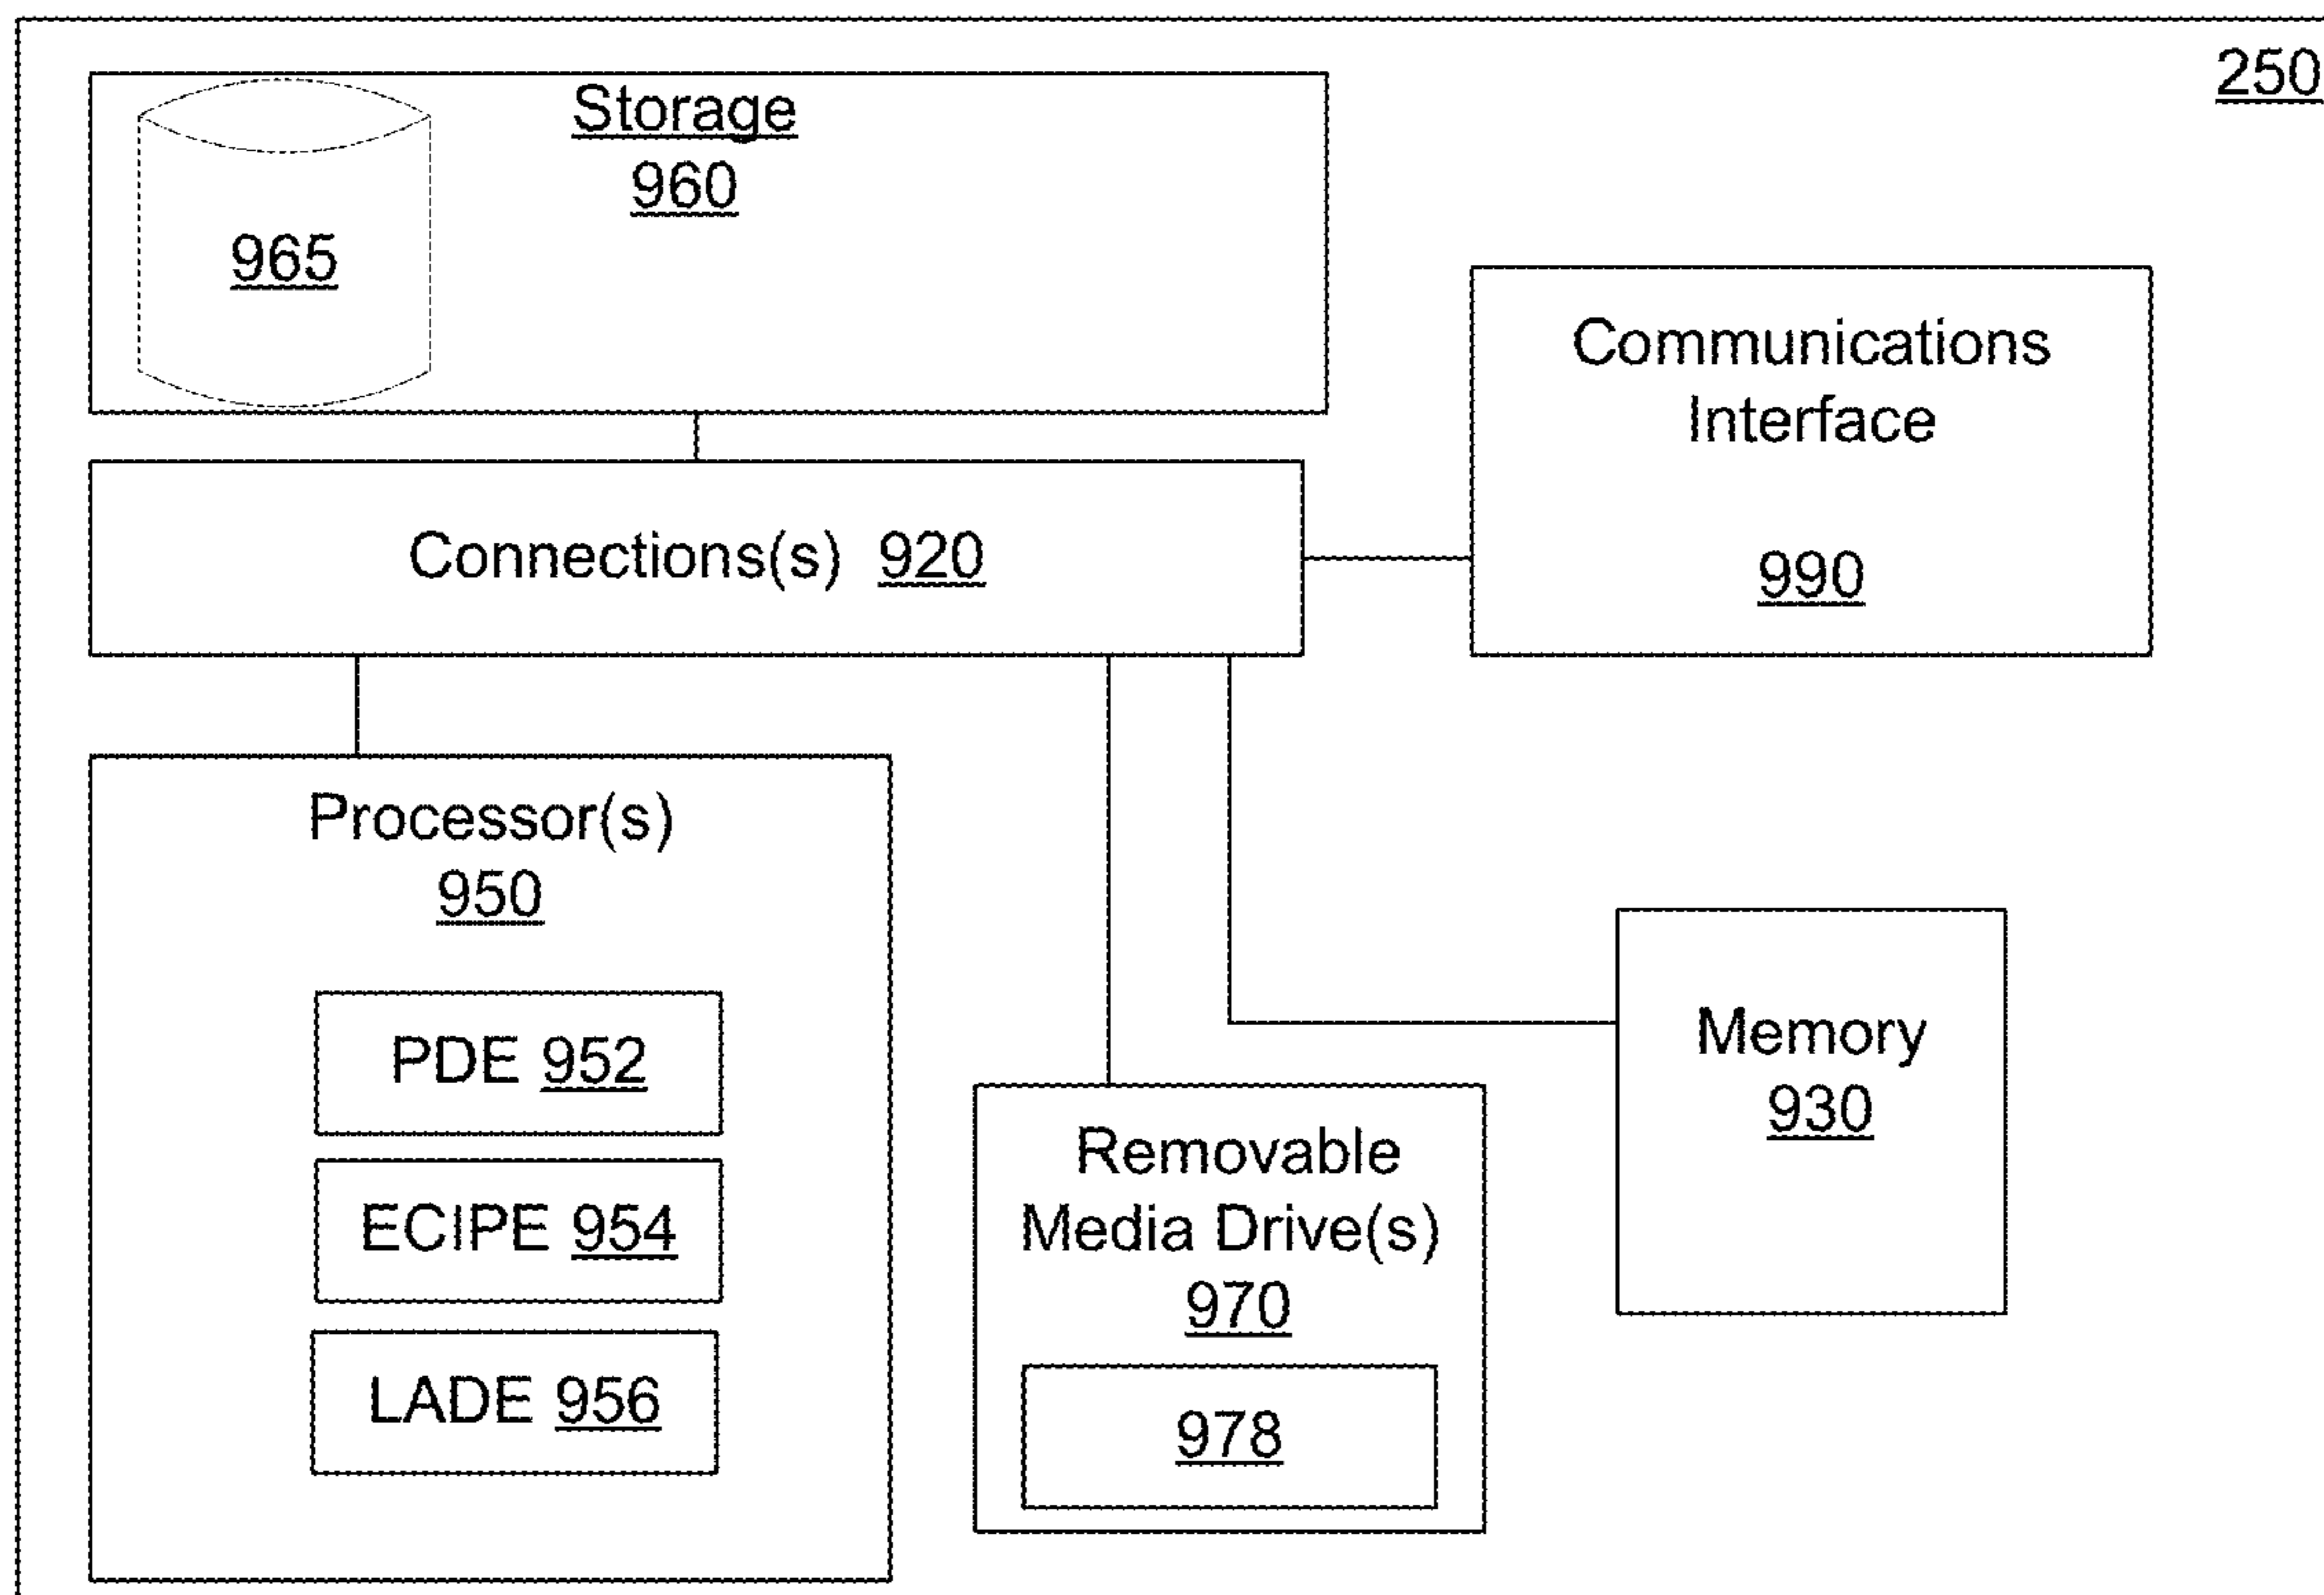 250
Storage
960
965
Communications
Interface
990
Connections(s) 920
Processor(s)
950
PDE 952
ECIPE 954
LADE 956
Removable
Media Drive(s)
970
978
Memory
930